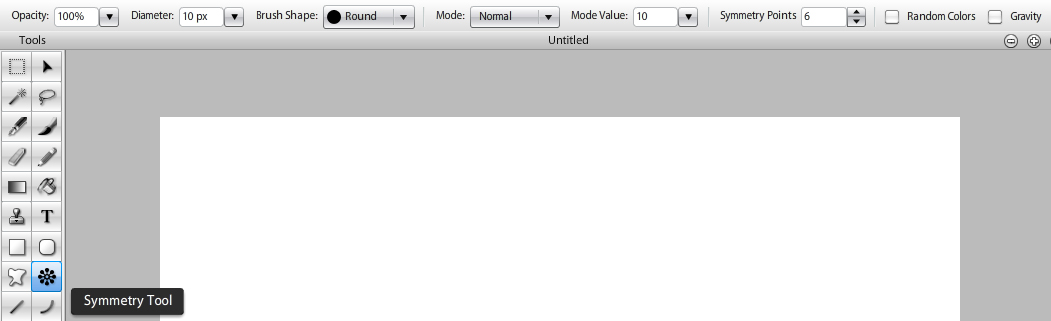 Opacity: 100% Diameter: 10 px Brush Shape: Round Mode: Normal Mode Value: 10 Symmetry Points 6 Random Colors Gravity
Tools Untitled
T
Symmetry Tool